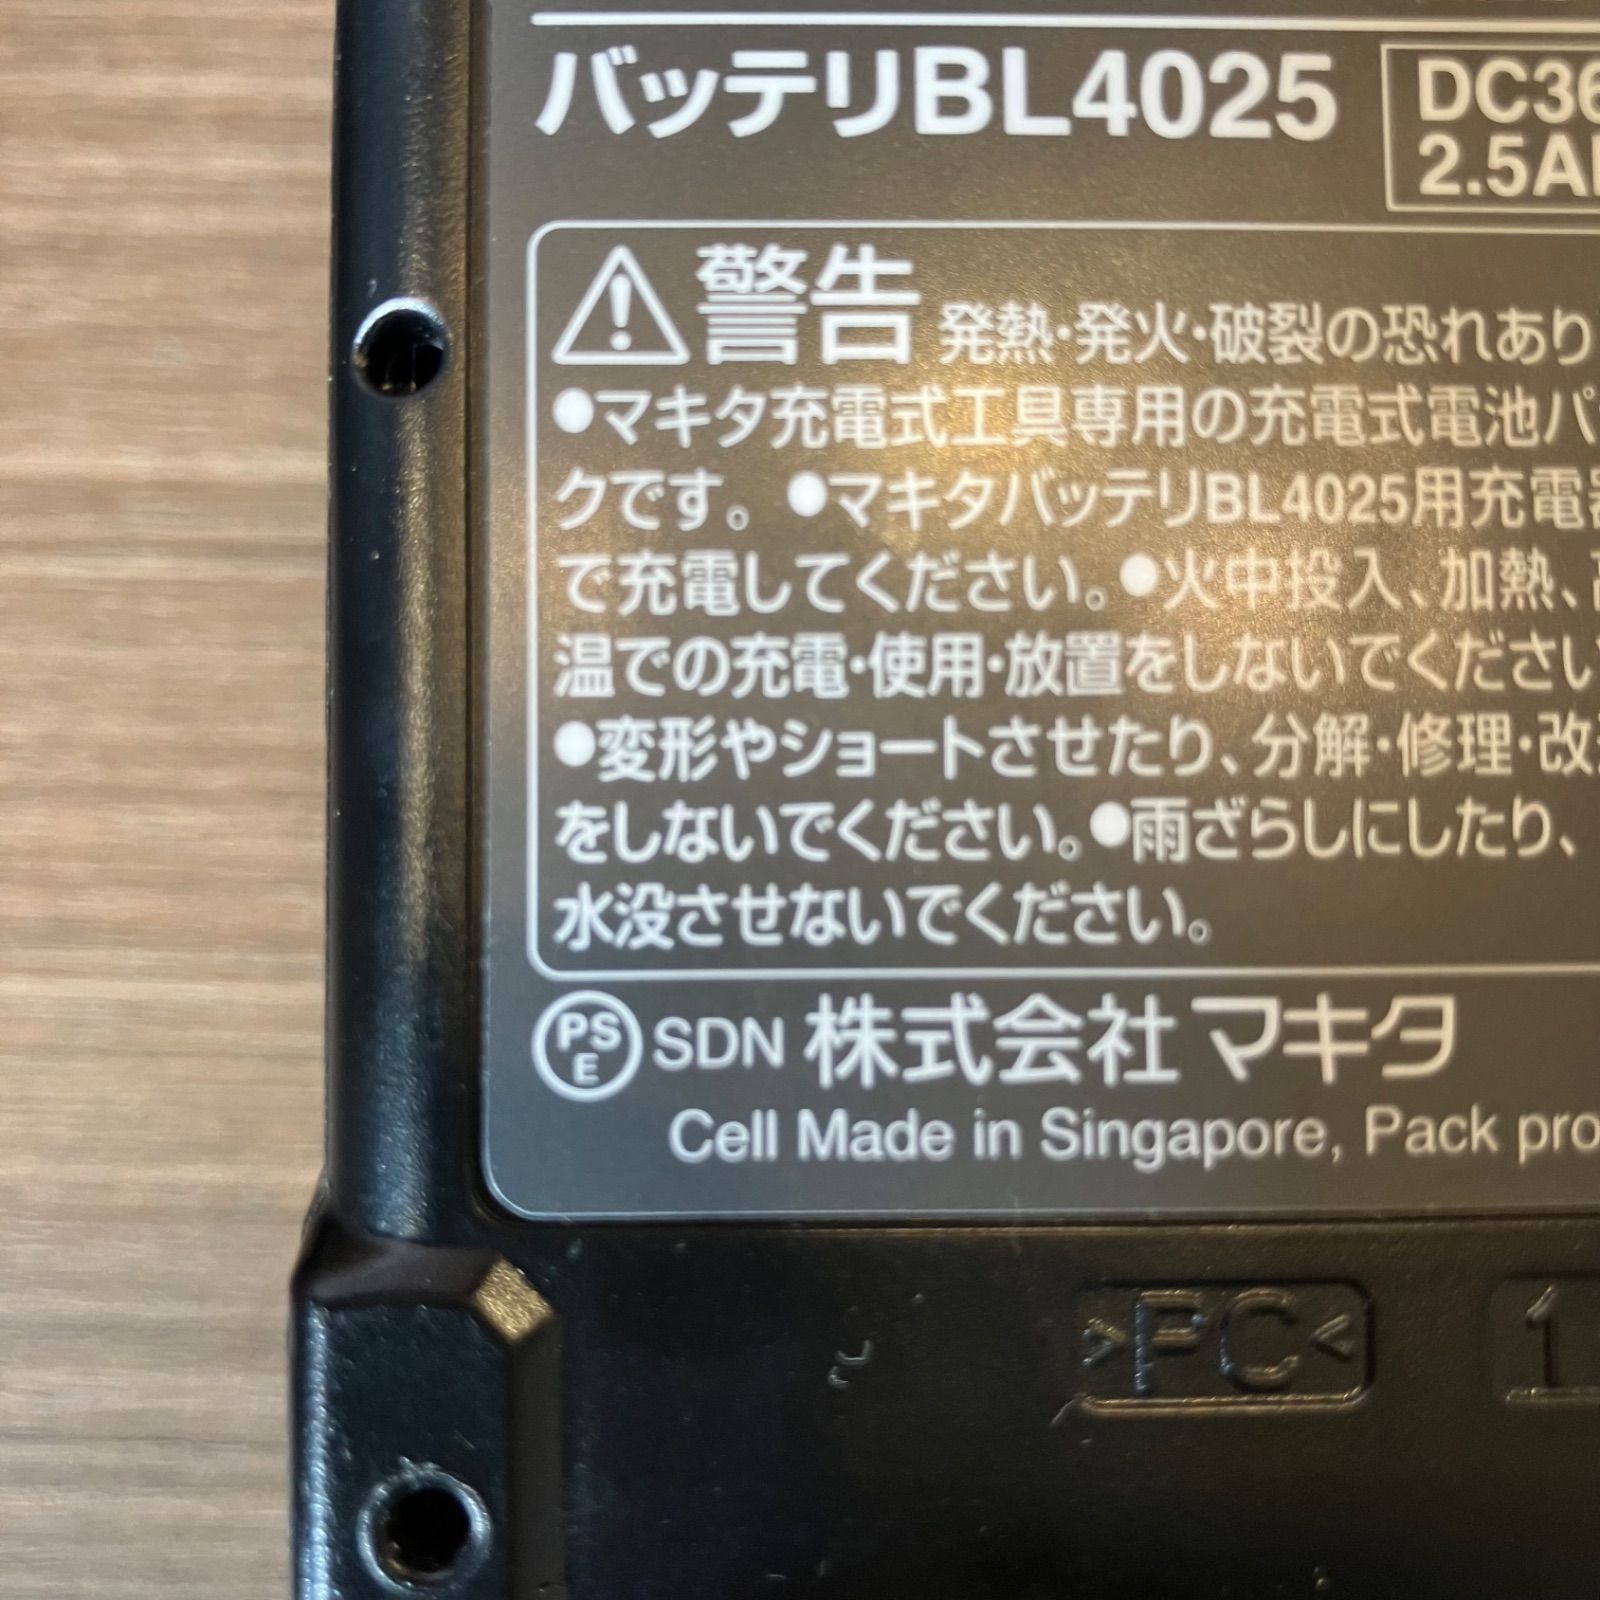 バッテリBL4025
DC36
2.5A
警告 発熱・発火・破裂の恐れあり
●マキタ充電式工具専用の充電式電池パ
クです。●マキタバッテリBL4025用充電器
で充電してください。●火中投入、加熱、高
温での充電・使用・放置をしないでください
●変形やショートさせたり、分解・修理・改
をしないでください。●雨ざらしにしたり、
水没させないでください。
PS
E
SDN 株式会社マキタ
Cell Made in Singapore, Pack pro
>PC<
1